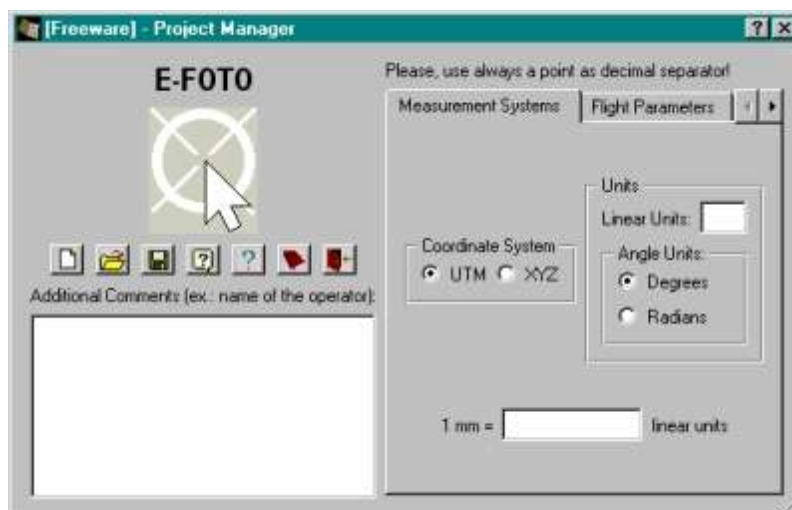 [Freeware] - Project Manager
E-FOTO
Additional Comments (ex.: name of the operator):
Please, use always a point as decimal separator!
Measurement Systems
Flight Parameters
Coordinate System
UTM
XYZ
Units
Linear Units:
Angle Units:
Degrees
Radians
1 mm =
linear units